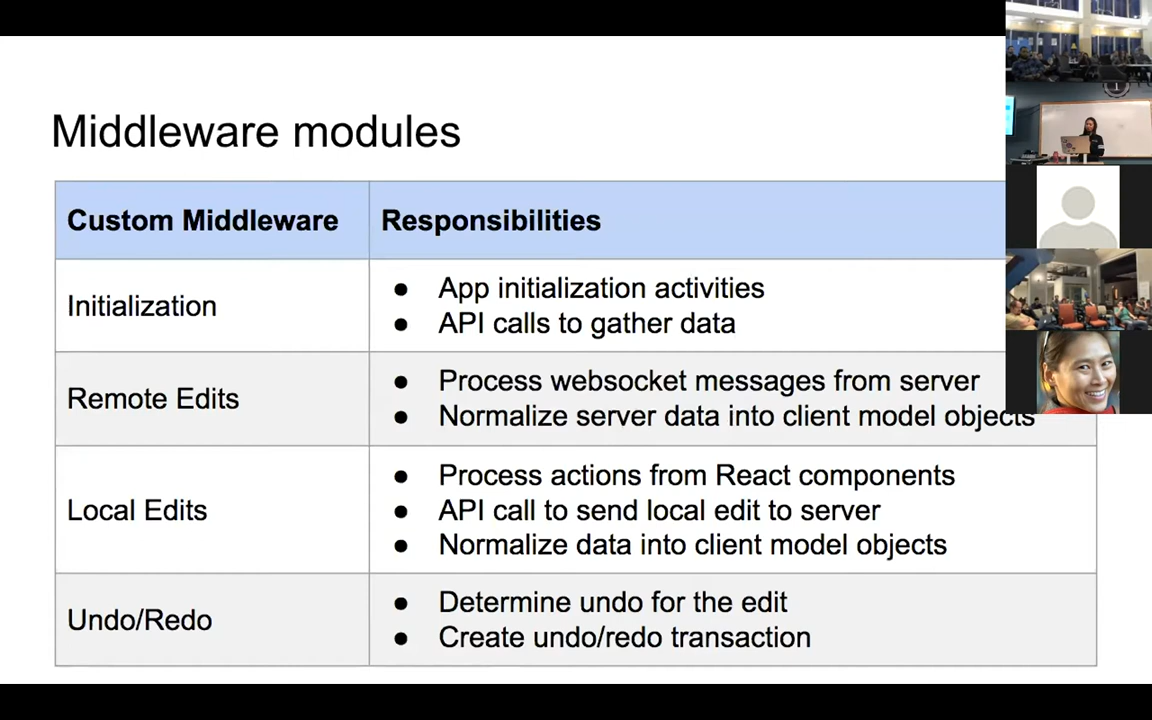 Middleware modules
Custom Middleware
Responsibilities
Initialization
● App initialization activities
● API calls to gather data
Remote Edits
● Process websocket messages from server
● Normalize server data into client model objects
Local Edits
● Process actions from React components
● API call to send local edit to server
● Normalize data into client model objects
Undo/Redo
● Determine undo for the edit
● Create undo/redo transaction